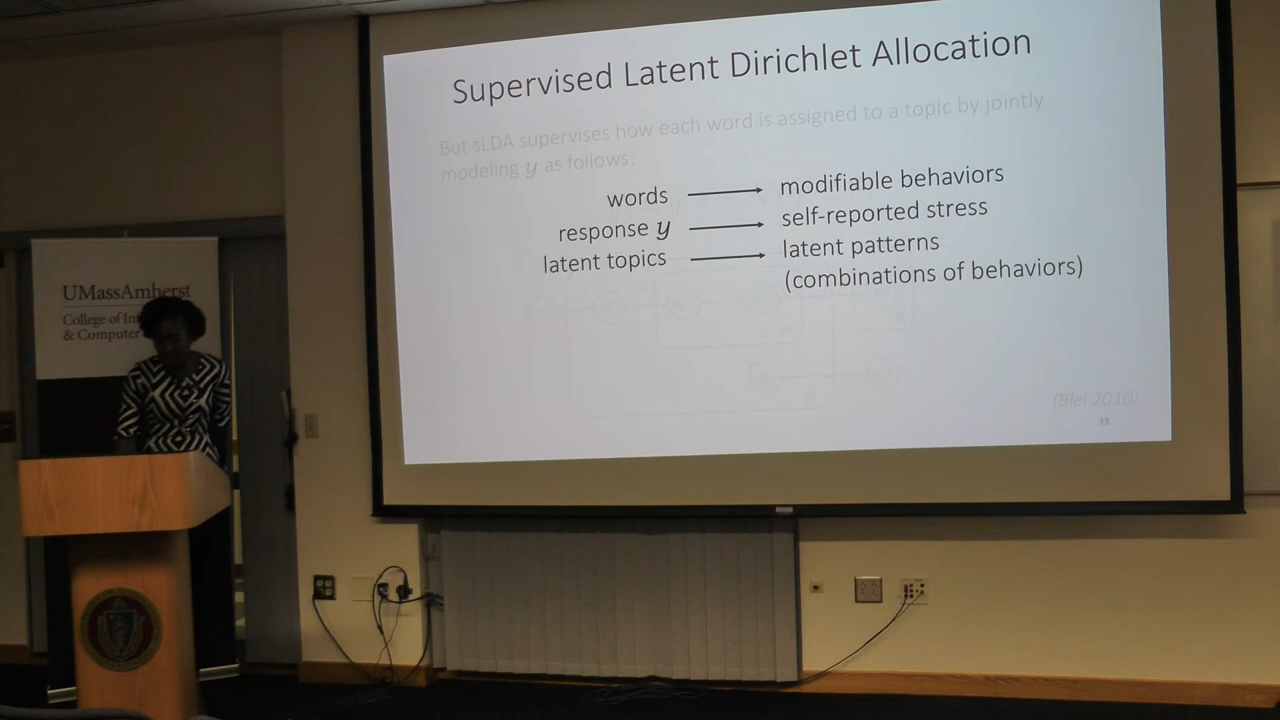 Supervised Latent Dirichlet Allocation
But sLDA supervises how each word is assigned to a topic by jointly
modeling y as follows:
words → modifiable behaviors
response y → self-reported stress
latent topics → latent patterns
(combinations of behaviors)
(Blei 2010)
33
UMassAmherst
College of In
& Computer